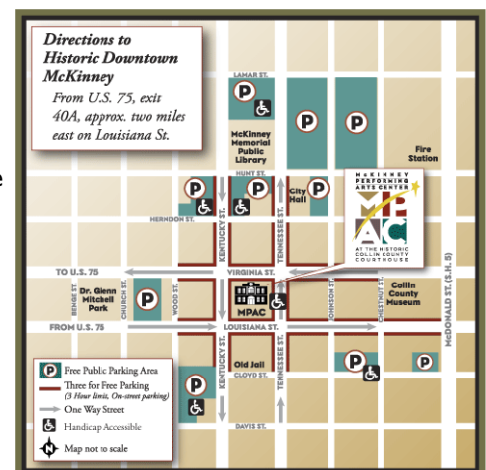 Directions to
Historic Downtown
McKinney
From U.S. 75, exit
40A, approx. two miles
east on Louisiana St.
LAMAR ST.
P
P
P
McKinney
Memorial
Public
Library
Fire
Station
e
HUNT ST.
P
P
City
Hall
P
McKINNEY
PERFORMING
ARTS CENTER
MPAC
AT THE HISTORIC
COLLIN COUNTY
COURTHOUSE
HERNDON ST.
KENTUCKY ST.
TENNESSEE ST.
TO U.S. 75
VIRGINIA ST.
BENGE ST.
Dr. Glenn
Mitchell
Park
CHURCH ST.
P
WOOD ST.
MPAC
JOHNSON ST.
CHESTNUT ST.
Collin
County
Museum
McDONALD ST. (S.H. 5)
FROM U.S. 75
LOUISIANA ST.
KENTUCKY ST.
Old Jail
CLOYD ST.
TENNESSEE ST.
P
P
P
DAVIS ST.
P Free Public Parking Area
Three for Free Parking
(3 Hour limit, On-street parking)
One Way Street
Handicap Accessible
N Map not to scale